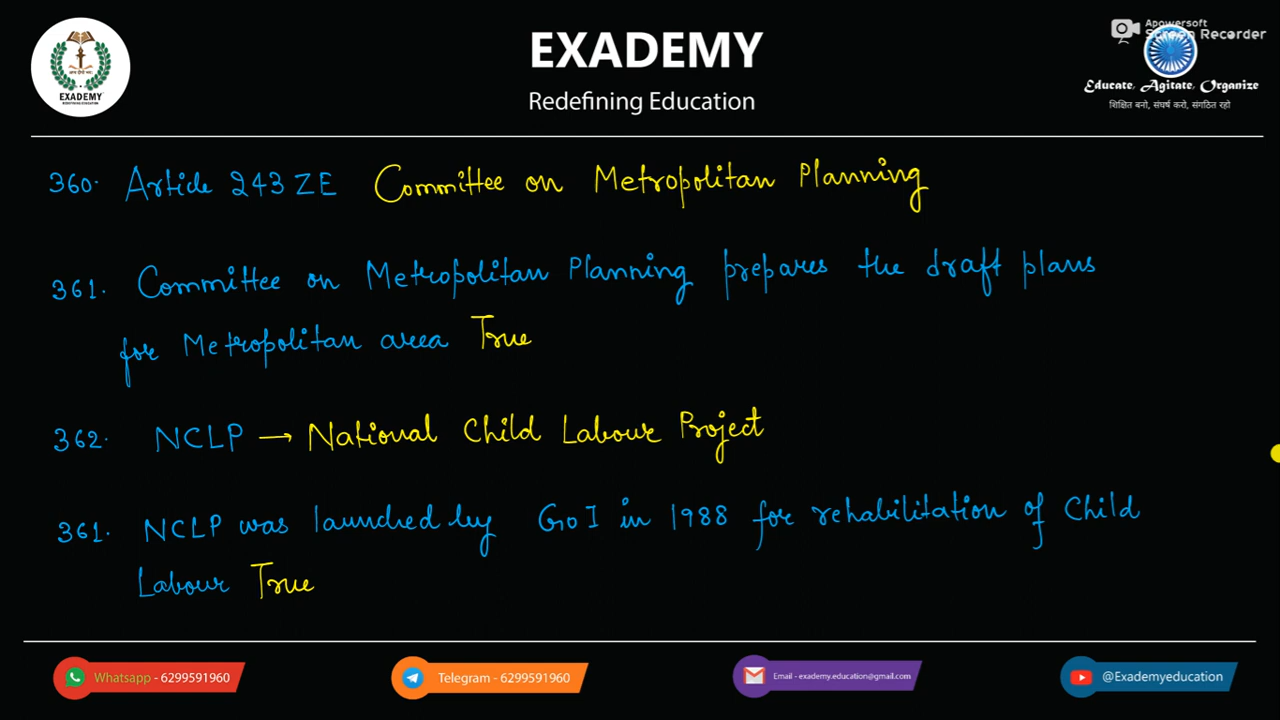 EXADEMY
Redefining Education
EXADEMY
REDEFINING EDUCATION
Apowersoft
Screen Recorder
Educate, Agitate, Organize
शिक्षित बनो, संघर्ष करो, संगठित रहो
360. Article 243 ZE Committee on Metropolitan Planning
361. Committee on Metropolitan Planning prepares the draft plans
for Metropolitan area True
362. NCLP → National Child Labour Project
361. NCLP was launched by GoI in 1988 for rehabilitation of Child
Labour True
Whatsapp - 6299591960
Telegram - 6299591960
Email - exademy.education@gmail.com
@Exademyeducation